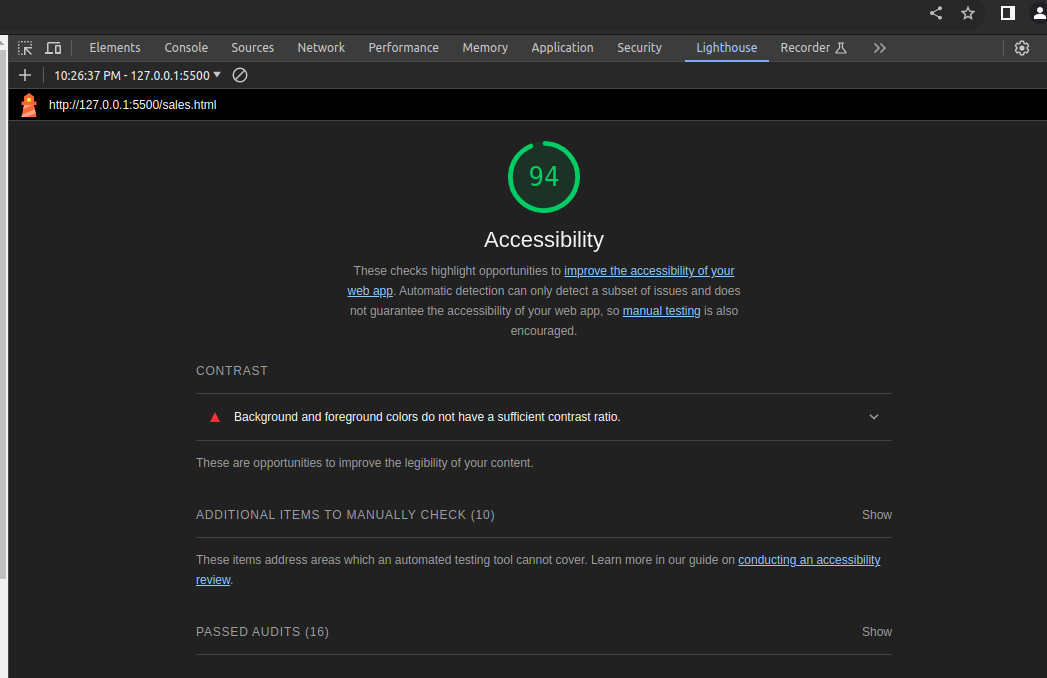 Elements Console Sources Network Performance Memory Application Security Lighthouse Recorder
10:26:37 PM - 127.0.0.1:5500
http://127.0.0.1:5500/sales.html
94
Accessibility
These checks highlight opportunities to improve the accessibility of your
web app. Automatic detection can only detect a subset of issues and does
not guarantee the accessibility of your web app, so manual testing is also
encouraged.
CONTRAST
Background and foreground colors do not have a sufficient contrast ratio.
These are opportunities to improve the legibility of your content.
ADDITIONAL ITEMS TO MANUALLY CHECK (10) Show
These items address areas which an automated testing tool cannot cover. Learn more in our guide on conducting an accessibility
review.
PASSED AUDITS (16) Show